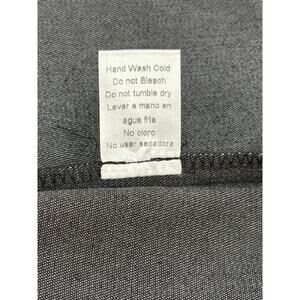 Hand Wash Cold
Do not Bleach
Do not tumble dry
Lavar a mano en
agua fria
No cloro
No usar secadora